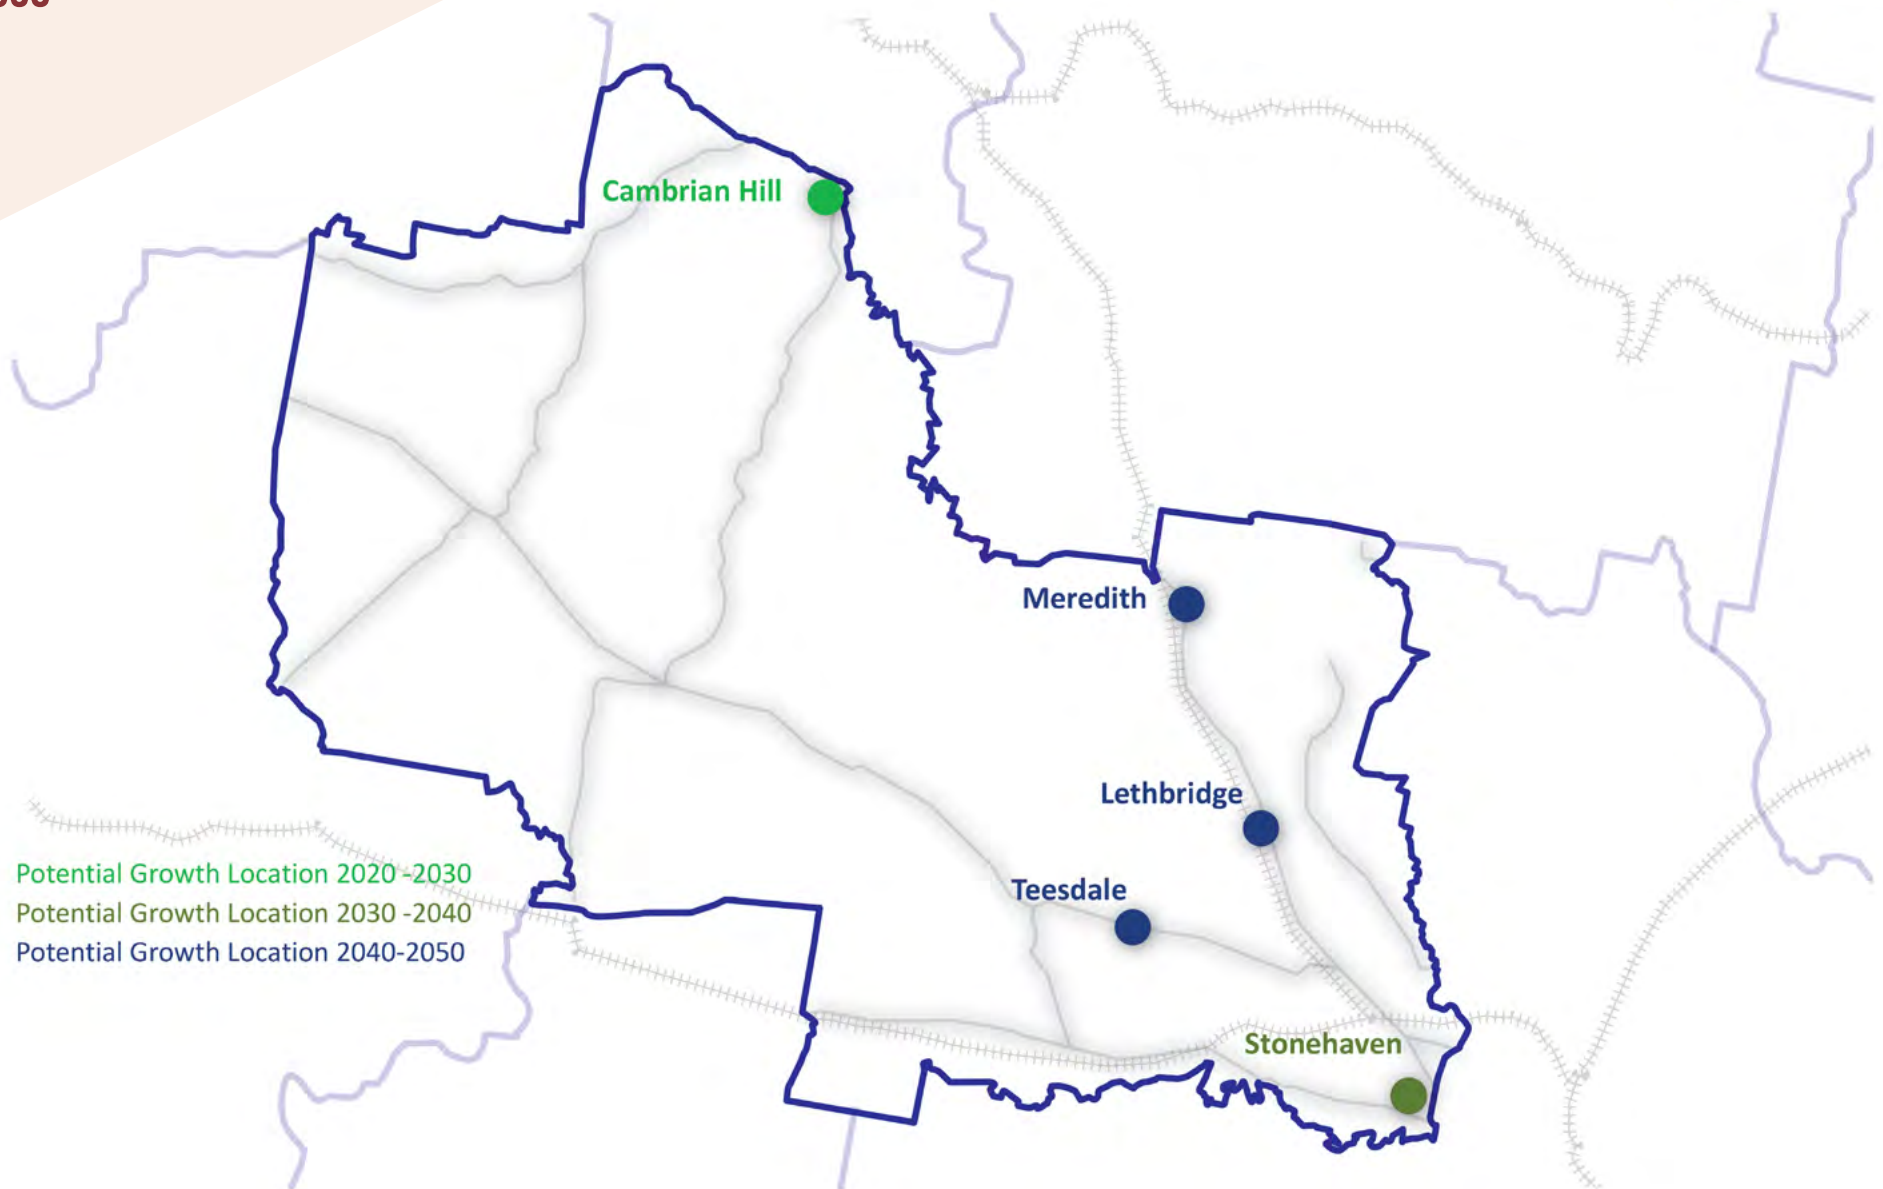 Cambrian Hill
Meredith
Lethbridge
Teesdale
Stonehaven
Potential Growth Location 2020 -2030
Potential Growth Location 2030 -2040
Potential Growth Location 2040-2050